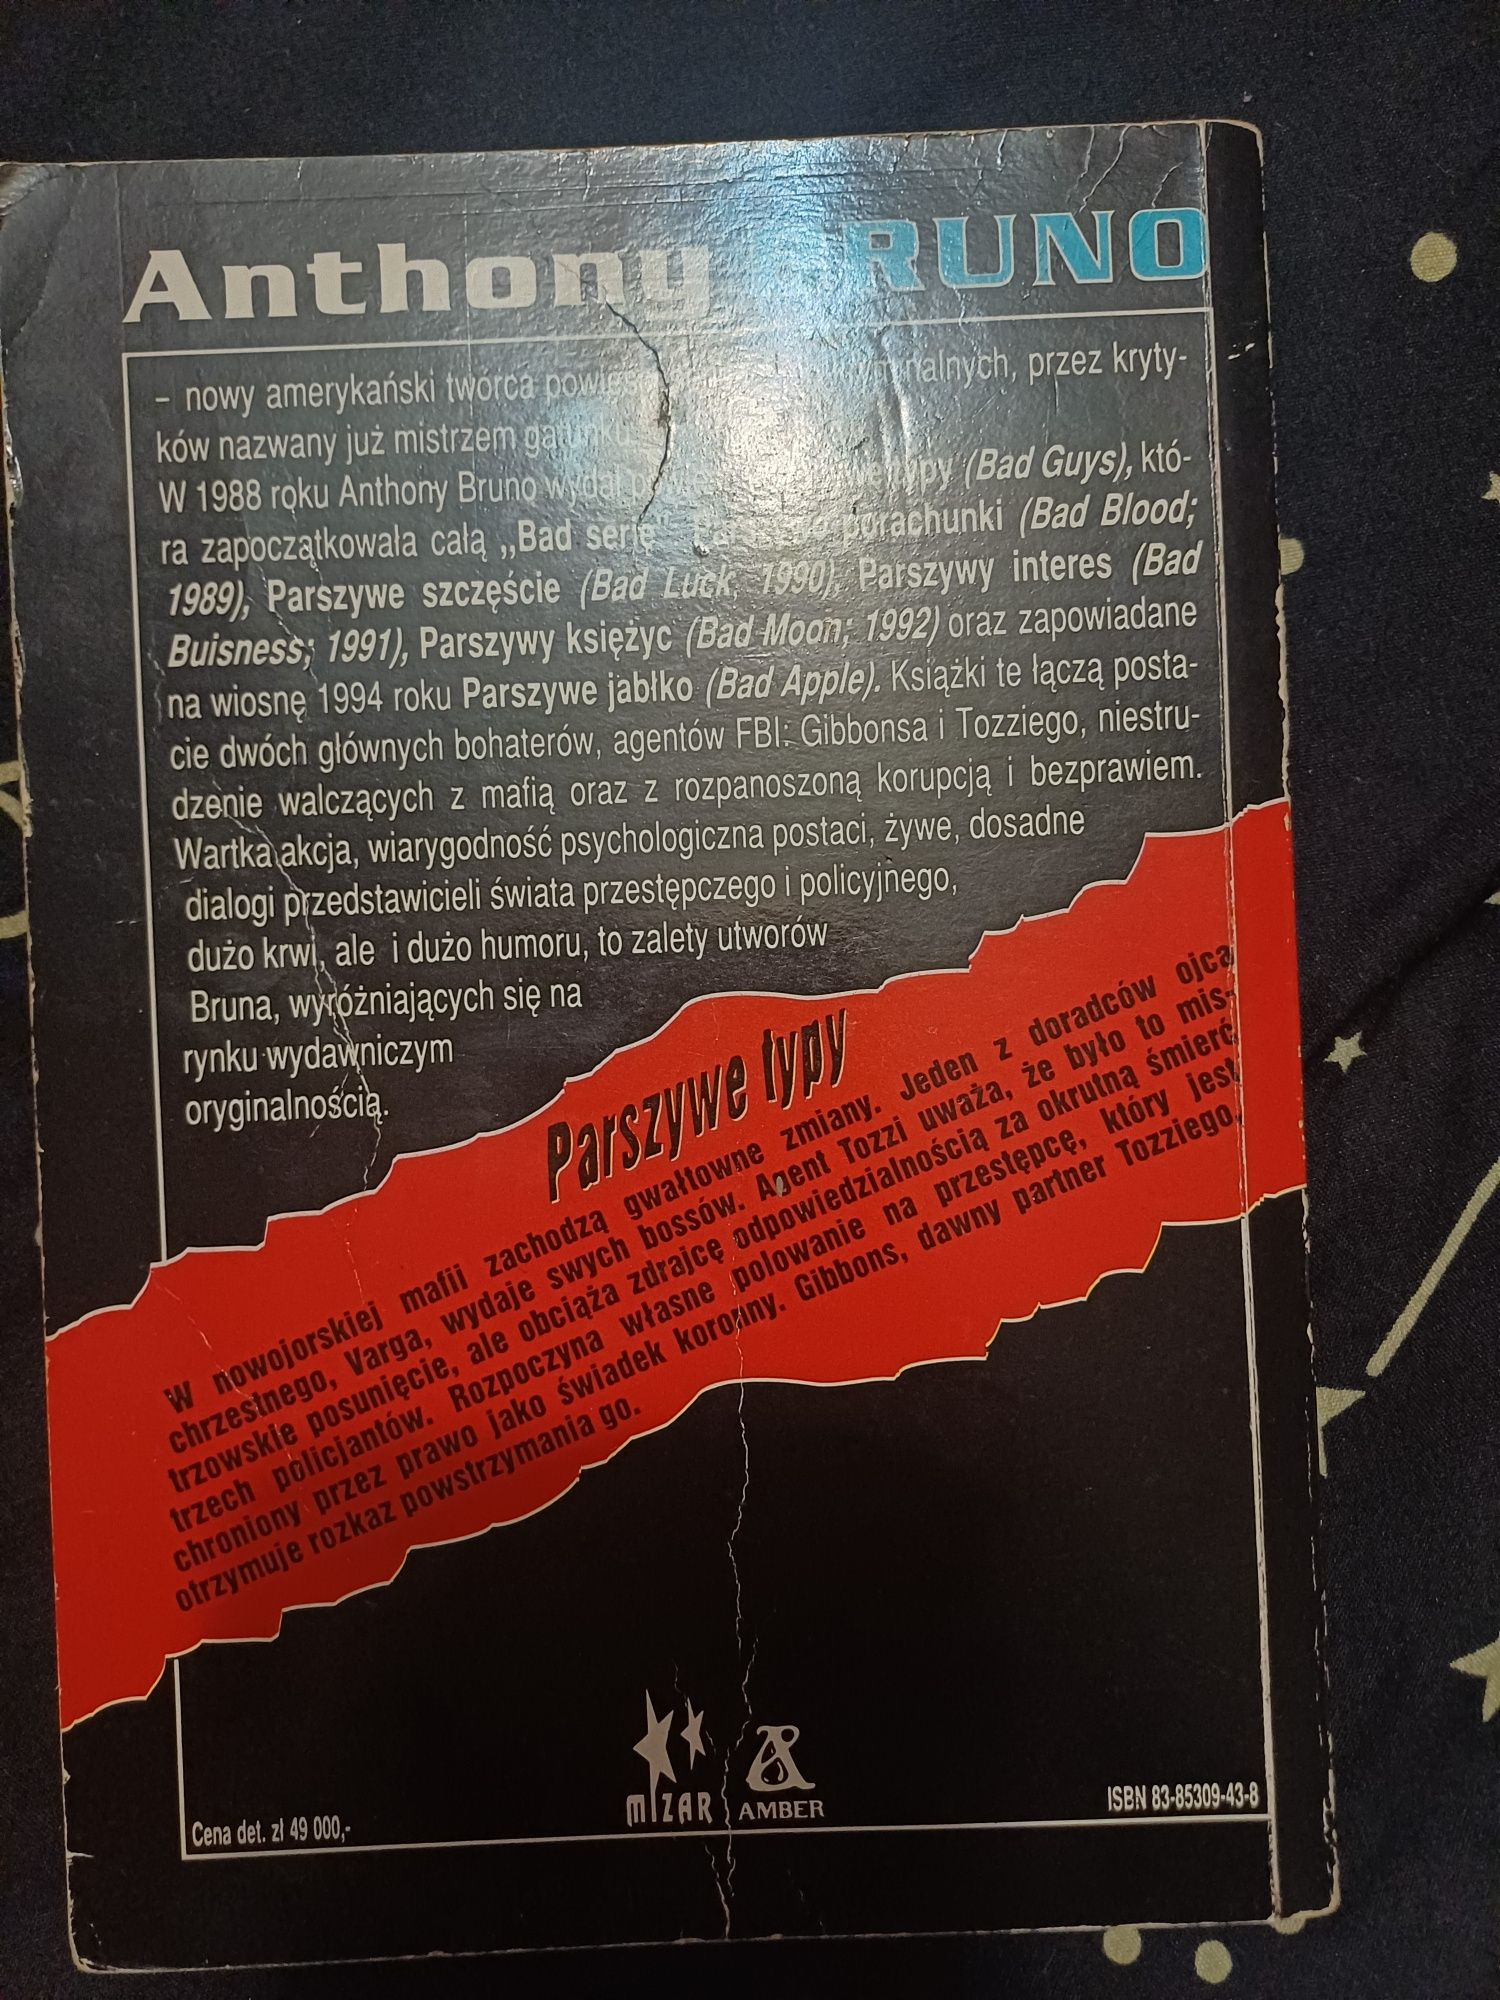 Anthony BRUNO
– nowy amerykański twórca przez kryty-
ków nazwany już mistrzem gatunku
W 1988 roku Anthony Bruno wydał typy (Bad Guys), któ-
ra zapoczątkowała całą „Bad serię" porachunki (Bad Blood;
1989), Parszywe szczęście (Bad Luck; 1990), Parszywy interes (Bad
Buisness; 1991), Parszywy księżyc (Bad Moon; 1992) oraz zapowiadane
na wiosnę 1994 roku Parszywe jabłko (Bad Apple). Książki te łączą posta-
cie dwóch głównych bohaterów, agentów FBI: Gibbonsa i Tozziego, niestru-
dzenie walczących z mafią oraz z rozpanoszoną korupcją i bezprawiem.
Wartka akcja, wiarygodność psychologiczna postaci, żywe, dosadne
dialogi przedstawicieli świata przestępczego i policyjnego,
dużo krwi, ale i dużo humoru, to zalety utworów
Bruna, wyróżniających się na
rynku wydawniczym
oryginalnością.
Parszywe typy
W nowojorskiej mafii zachodzą gwałtowne zmiany. Jeden z doradców ojca
chrzestnego, Varga, wydaje swych bossów. Agent Tozzi uważa, że było to mis-
trzowskie posunięcie, ale obciąża zdrajcę odpowiedzialnością za okrutną śmierć
trzech policjantów. Rozpoczyna własne polowanie na przestępcę, który jest
chroniony przez prawo jako świadek koronny. Gibbons, dawny partner Tozziego,
otrzymuje rozkaz powstrzymania go.
MIZAR AMBER
Cena det. zł 49 000,-
ISBN 83-85309-43-8